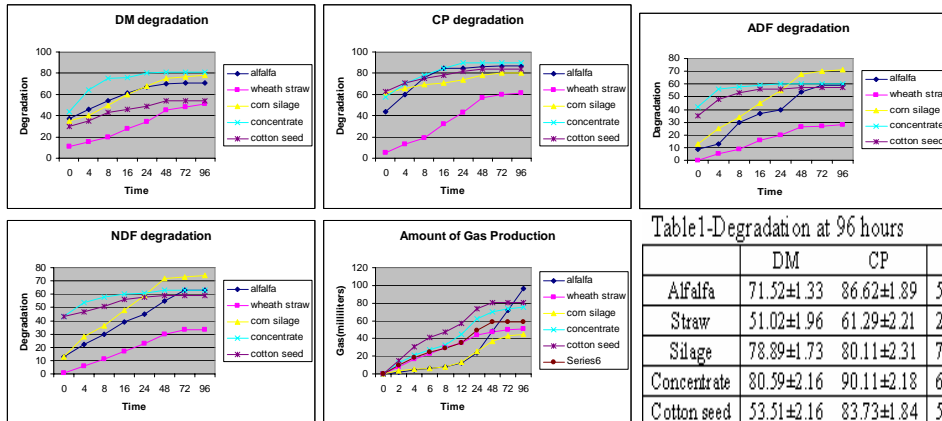 DM degradation
100
80
60
40
20
0
Degradation
0 4 8 16 24 48 72 96
Time
alfalfa
wheath straw
corn silage
concentrate
cotton seed
CP degradation
100
80
60
40
20
0
Degradation
0 4 8 16 24 48 72 96
Time
alfalfa
wheath straw
corn silage
concentrate
cotton seed
ADF degradation
80
70
60
50
40
30
20
10
0
Degradation
0 4 8 16 24 48 72 96
Time
alfalfa
wheath straw
corn silage
concentrate
cotton seed
NDF degradation
80
70
60
50
40
30
20
10
0
Degradation
0 4 8 16 24 48 72 96
Time
alfalfa
wheath straw
corn silage
concentrate
cotton seed
Amount of Gas Production
120
100
80
60
40
20
0
Gas(milliliters)
0 2 4 6 8 12 24 48 72 96
Time
alfalfa
wheath straw
corn silage
concentrate
cotton seed
Series6
Table1-Degradation at 96 hours
DM CP
Alfalfa 71.52±1.33 86.62±1.89 5
Straw 51.02±1.96 61.29±2.21 2
Silage 78.89±1.73 80.11±2.31 7
Concentrate 80.59±2.16 90.11±2.18 6
Cotton seed 53.51±2.16 83.73±1.84 5